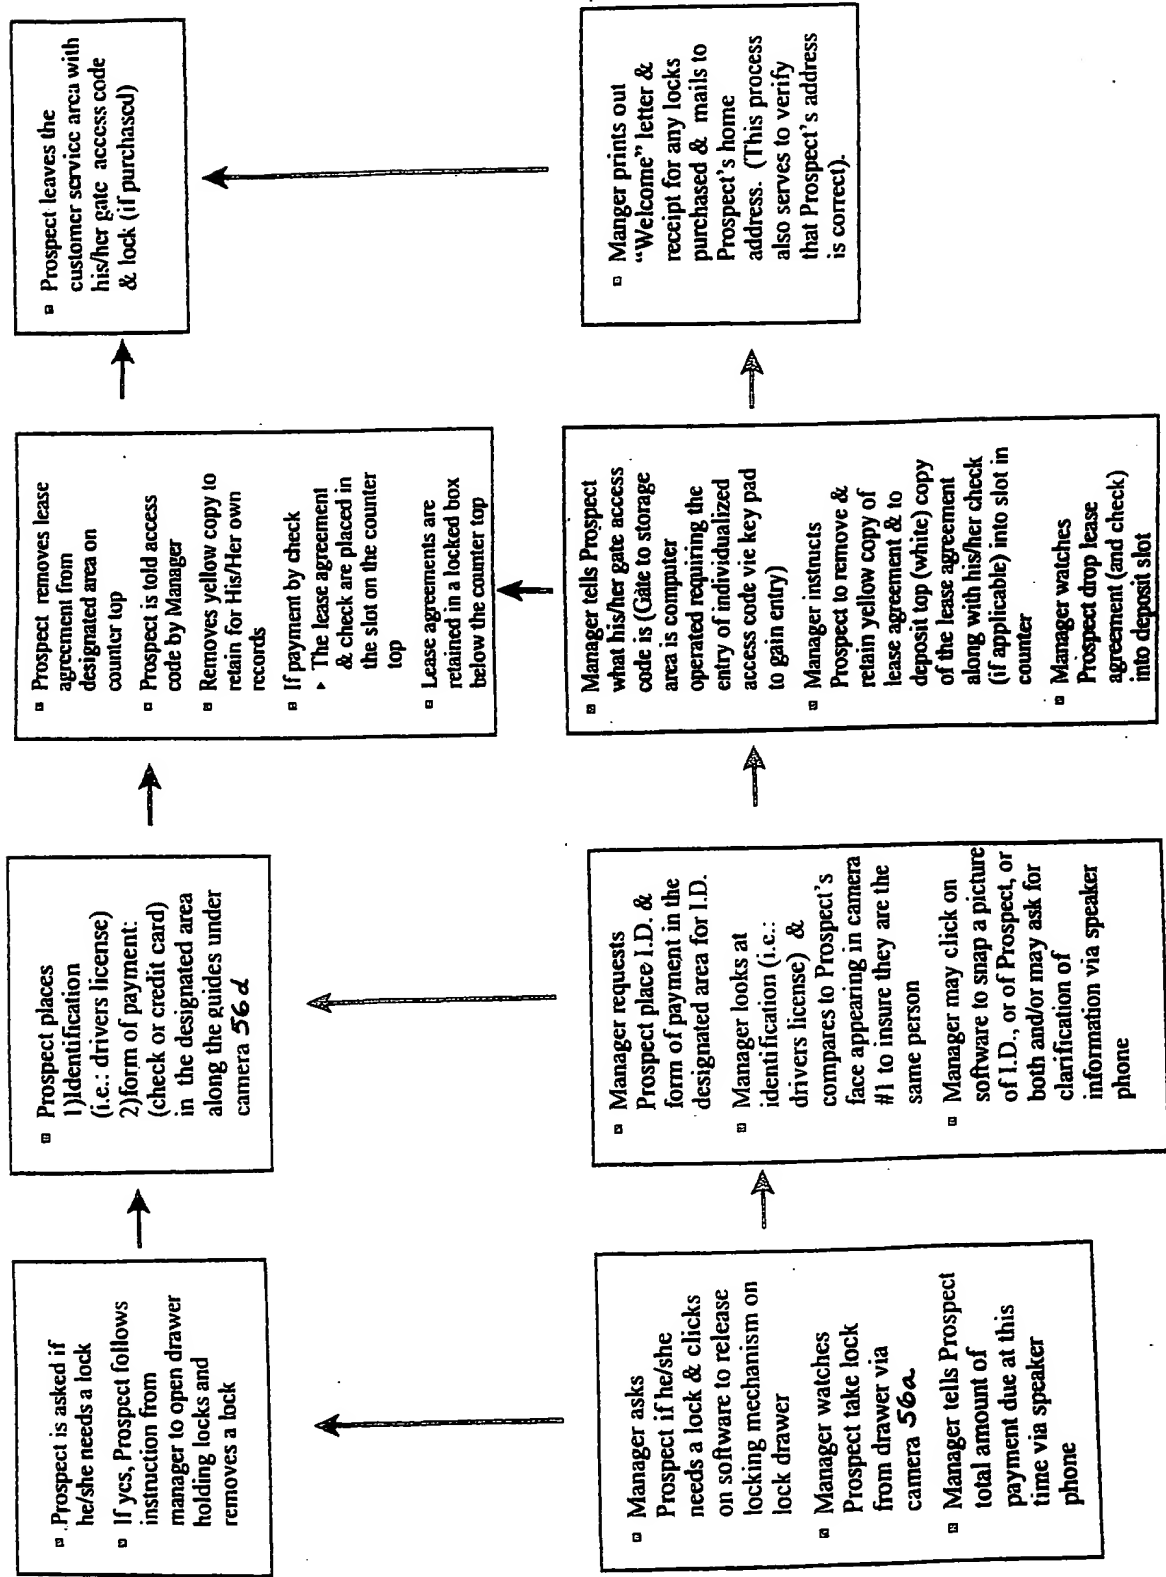 Prospect is asked if
he/she needs a lock
If yes, Prospect follows
instruction from
manager to open drawer
holding locks and
removes a lock
Prospect places
1)Identification
(i.e.: drivers license)
2)form of payment:
(check or credit card)
in the designated area
along the guides under
camera 56d
Prospect removes lease
agreement from
designated area on
counter top
Prospect is told access
code by Manager
Removes yellow copy to
retain for His/Her own
records
If payment by check
The lease agreement
& check are placed in
the slot on the counter
top
Lease agreements are
retained in a locked box
below the counter top
Prospect leaves the
customer service area with
his/her gate access code
& lock (if purchased)
Manager asks
Prospect if he/she
needs a lock & clicks
on software to release
locking mechanism on
lock drawer
Manager watches
Prospect take lock
from drawer via
camera 56a
Manager tells Prospect
total amount of
payment due at this
time via speaker
phone
Manager requests
Prospect place I.D. &
form of payment in the
designated area for I.D.
Manager looks at
identification (i.e.:
drivers license) &
compares to Prospect's
face appearing in camera
#1 to insure they are the
same person
Manager may click on
software to snap a picture
of I.D., or of Prospect, or
both and/or may ask for
clarification of
information via speaker
phone
Manager tells Prospect
what his/her gate access
code is (Gate to storage
area is computer
operated requiring the
entry of individualized
access code vie key pad
to gain entry)
Manager instructs
Prospect to remove &
retain yellow copy of
lease agreement & to
deposit top (white) copy
of the lease agreement
along with his/her check
(if applicable) into slot in
counter
Manager watches
Prospect drop lease
agreement (and check)
into deposit slot
Manger prints out
“Welcome” letter &
receipt for any locks
purchased & mails to
Prospect's home
address. (This process
also serves to verify
that Prospect's address
is correct).